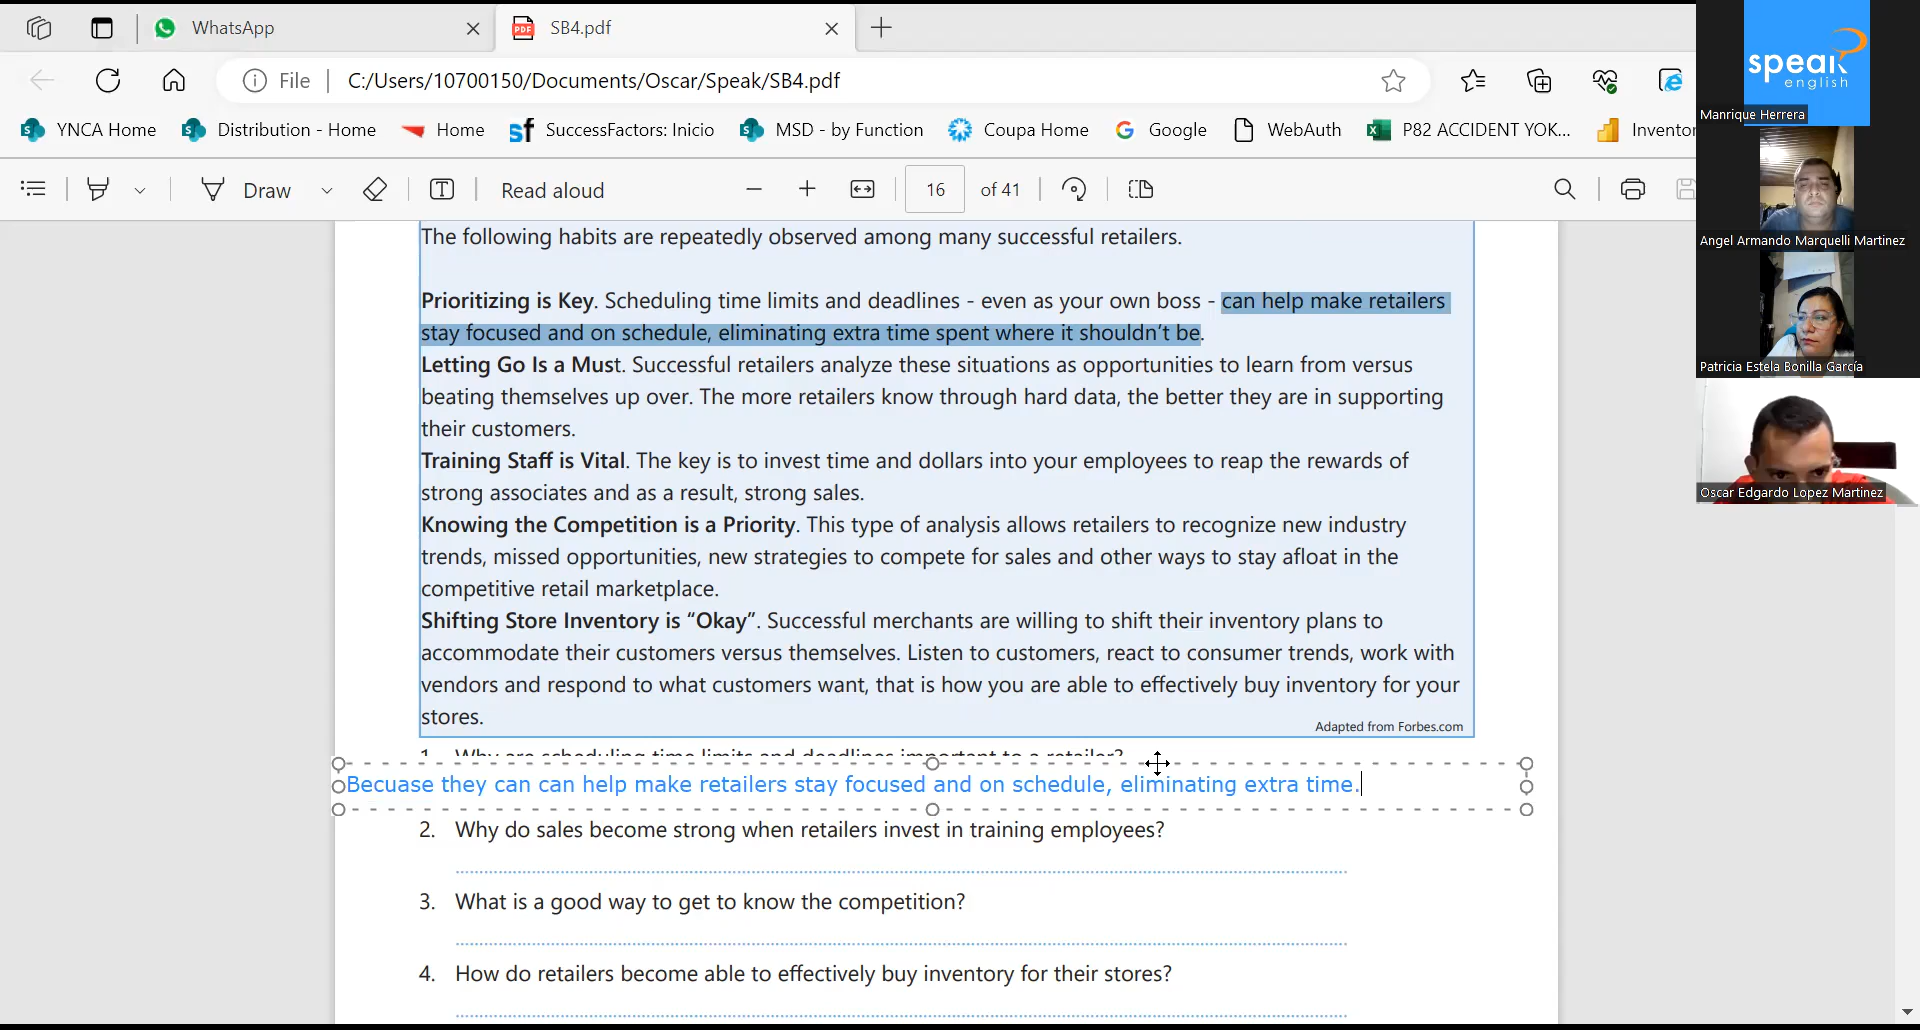 WhatsApp
SB4.pdf
File
C:/Users/10700150/Documents/Oscar/Speak/SB4.pdf
YNCA Home
Distribution - Home
Home
SuccessFactors: Inicio
MSD - by Function
Coupa Home
Google
WebAuth
P82 ACCIDENT YOK...
Inventor
Draw
Read aloud
16
of 41
The following habits are repeatedly observed among many successful retailers.
Prioritizing is Key. Scheduling time limits and deadlines - even as your own boss - can help make retailers
stay focused and on schedule, eliminating extra time spent where it shouldn't be.
Letting Go Is a Must. Successful retailers analyze these situations as opportunities to learn from versus
beating themselves up over. The more retailers know through hard data, the better they are in supporting
their customers.
Training Staff is Vital. The key is to invest time and dollars into your employees to reap the rewards of
strong associates and as a result, strong sales.
Knowing the Competition is a Priority. This type of analysis allows retailers to recognize new industry
trends, missed opportunities, new strategies to compete for sales and other ways to stay afloat in the
competitive retail marketplace.
Shifting Store Inventory is “Okay”. Successful merchants are willing to shift their inventory plans to
accommodate their customers versus themselves. Listen to customers, react to consumer trends, work with
vendors and respond to what customers want, that is how you are able to effectively buy inventory for your
stores.
Adapted from Forbes.com
1. Why are scheduling time limits and deadlines important to a retailer?
Becuase they can can help make retailers stay focused and on schedule, eliminating extra time.
2. Why do sales become strong when retailers invest in training employees?
3. What is a good way to get to know the competition?
4. How do retailers become able to effectively buy inventory for their stores?
speak
english
Manrique Herrera
Angel Armando Marquelli Martinez
Patricia Estela Bonilla García
Oscar Edgardo Lopez Martinez